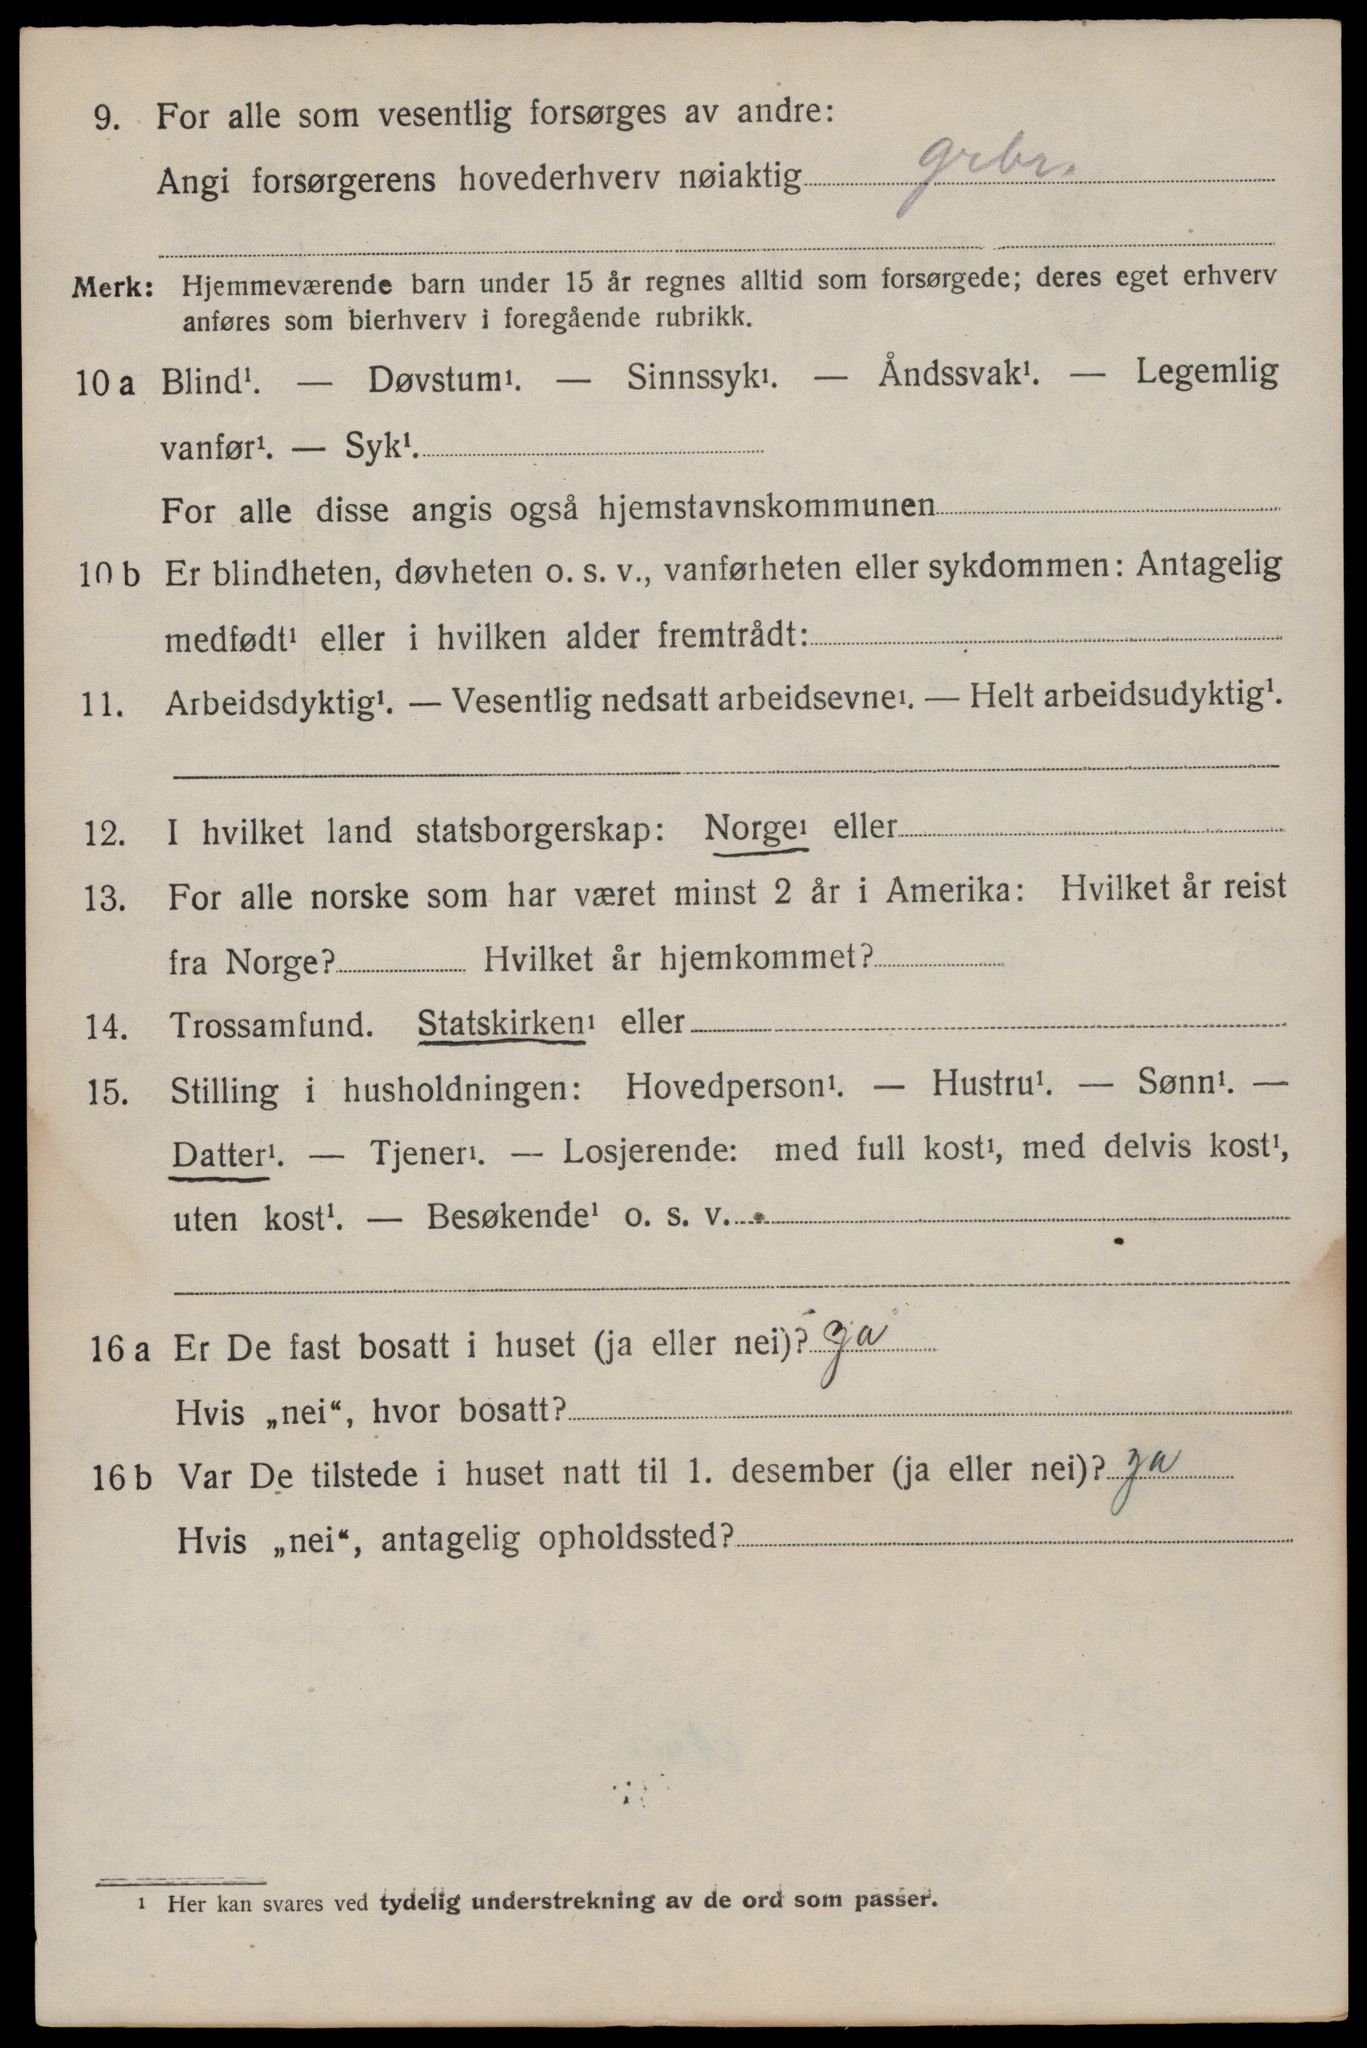 9. For alle som vesentlig forsørges av andre:
Angi forsørgerens hovederhverv nøiaktig grbr.
Merk: Hjemmeværende barn under 15 år regnes alltid som forsørgede; deres eget erhverv
anføres som bierhverv i foregående rubrikk.
10 a Blind¹. — Døvstum¹. — Sinnssyk¹. — Åndssvak¹. — Legemlig
vanfør¹. — Syk¹.
For alle disse angis også hjemstavnskommunen
10 b Er blindheten, døvheten o. s. v., vanførheten eller sykdommen: Antagelig
medfødt¹ eller i hvilken alder fremtrådt:
11. Arbeidsdyktig¹. — Vesentlig nedsatt arbeidsevne¹. — Helt arbeidsudyktig¹.
12. I hvilket land statsborgerskap: Norge¹ eller
13. For alle norske som har været minst 2 år i Amerika: Hvilket år reist
fra Norge? Hvilket år hjemkommet?
14. Trossamfund. Statskirken¹ eller
15. Stilling i husholdningen: Hovedperson¹. — Hustru¹. — Sønn¹. —
Datter¹. — Tjener¹. — Losjerende: med full kost¹, med delvis kost¹,
uten kost¹. — Besøkende¹ o. s. v.
16 a Er De fast bosatt i huset (ja eller nei)? ja
Hvis „nei“, hvor bosatt?
16 b Var De tilstede i huset natt til 1. desember (ja eller nei)? ja
Hvis „nei“, antagelig opholdssted?
¹ Her kan svares ved tydelig understrekning av de ord som passer.